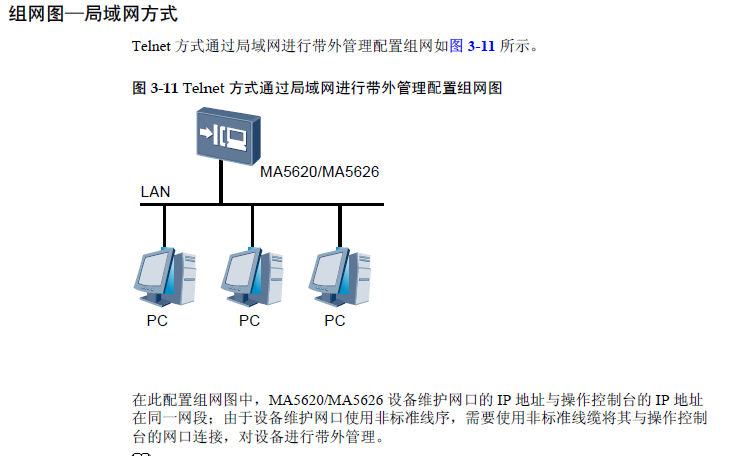 组网图—局域网方式
Telnet 方式通过局域网进行带外管理配置组网如图 3-11 所示。
图 3-11 Telnet 方式通过局域网进行带外管理配置组网图
MA5620/MA5626
LAN
PC PC PC
在此配置组网图中，MA5620/MA5626 设备维护网口的 IP 地址与操作控制台的 IP 地址
在同一网段；由于设备维护网口使用非标准线序，需要使用非标准线缆将其与操作控制
台的网口连接，对设备进行带外管理。